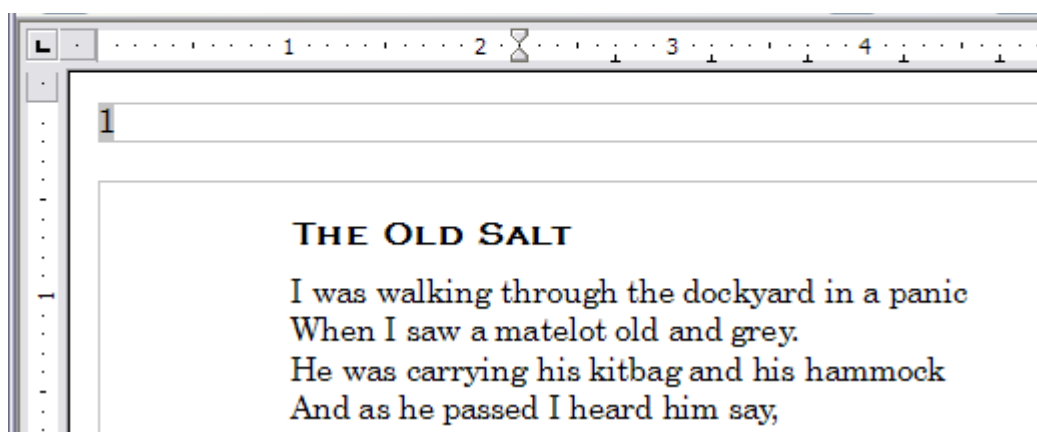 1 2 3 4
1
1
THE OLD SALT
I was walking through the dockyard in a panic
When I saw a matelot old and grey.
He was carrying his kitbag and his hammock
And as he passed I heard him say,